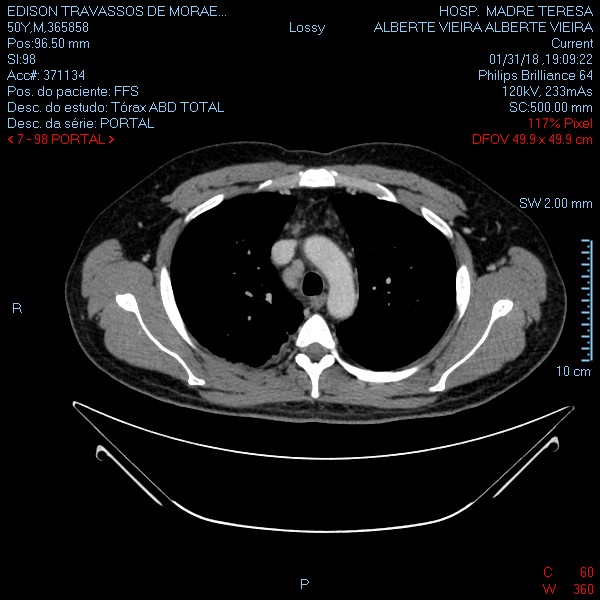 EDISON TRAVASSOS DE MORAE...
50Y,M,365858
Pos:96.50 mm
SI:98
Acc#: 371134
Pos. do paciente: FFS
Desc. do estudo: Tórax ABD TOTAL
Desc. da série: PORTAL
< 7 - 98 PORTAL >
Lossy
HOSP. MADRE TERESA
ALBERTE VIEIRA ALBERTE VIEIRA
Current
01/31/18 ,19:09:22
Philips Brilliance 64
120kV, 233mAs
SC:500.00 mm
117% Pixel
DFOV 49.9 x 49.9 cm
SW 2.00 mm
R
10 cm
P
C 60
W 360